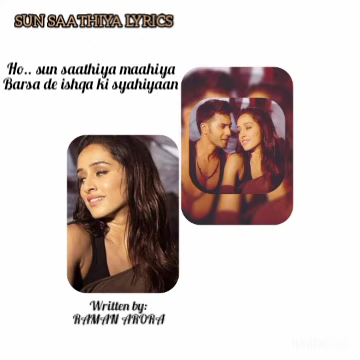 SUN SAATHIYA LYRICS
Ho.. sun saathiya maahiya
Barsa de ishqa ki syahiyaan
Written by:
RAMAN ARORA